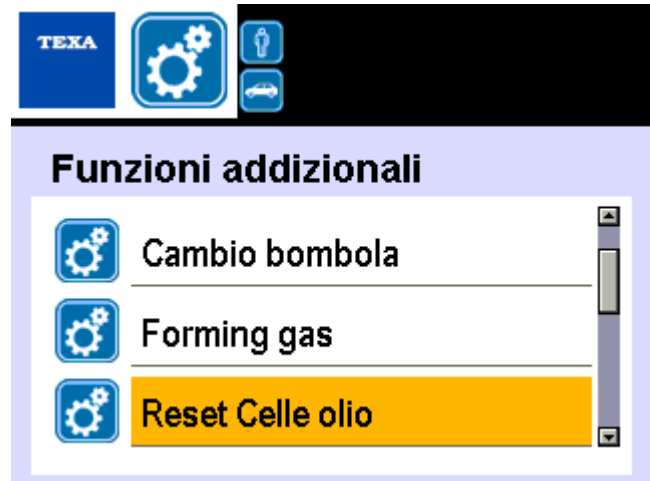 TEXA
Funzioni addizionali
Cambio bombola
Forming gas
Reset Celle olio